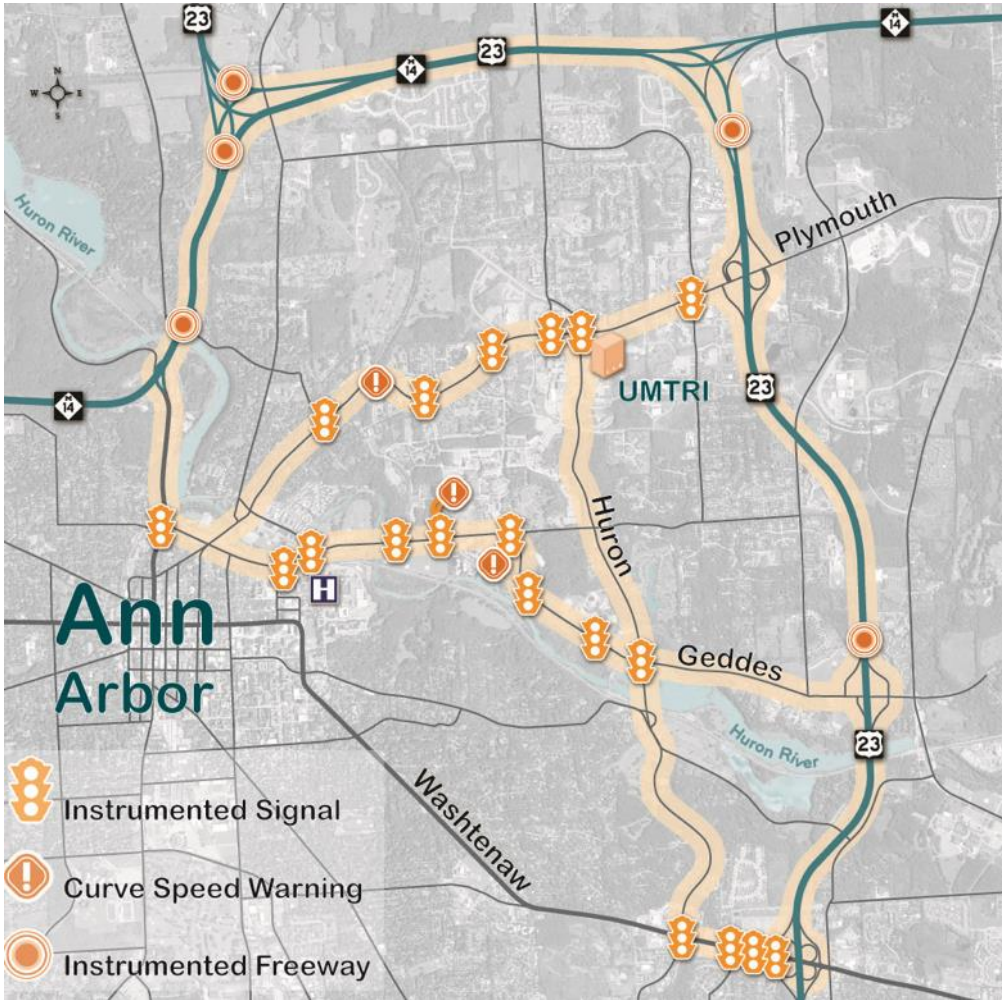 23
M
14
23
M
14
N
W E
S
Huron River
Plymouth
UMTRI
23
M
14
Huron
H
Ann
Arbor
Geddes
Huron River
23
Washtenaw
Instrumented Signal
Curve Speed Warning
23
Instrumented Freeway